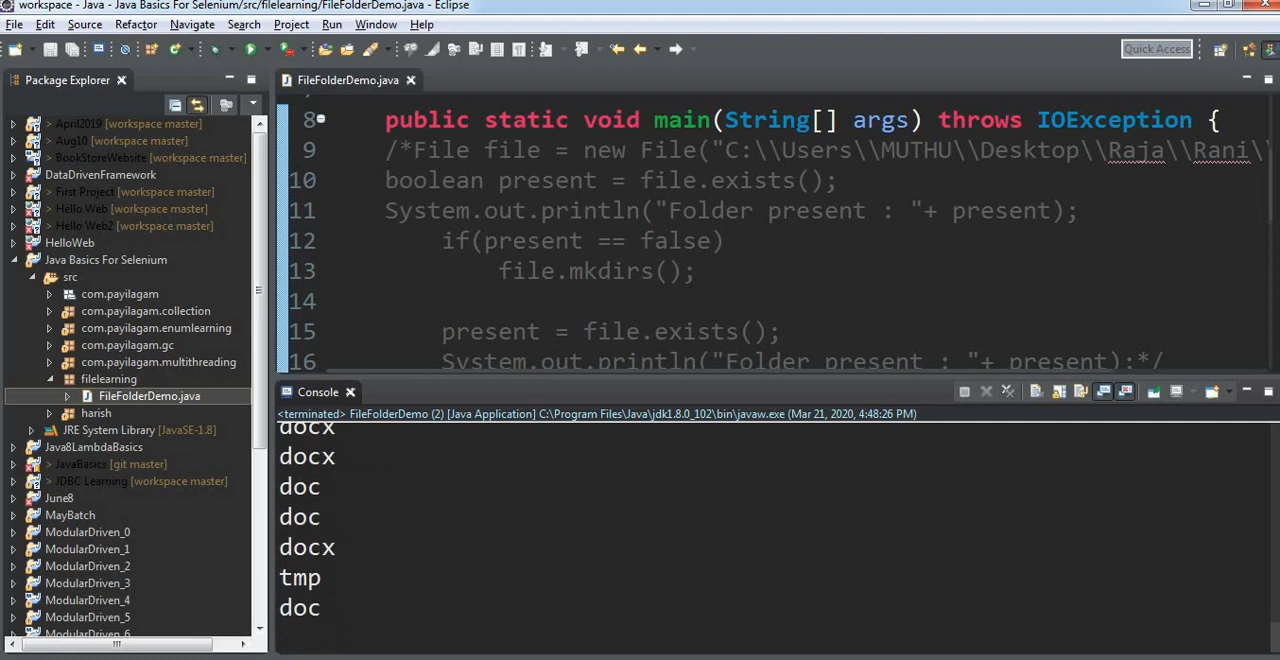 workspace - Java - Java Basics For Selenium/src/filelearning/FileFolderDemo.java - Eclipse
File Edit Source Refactor Navigate Search Project Run Window Help
Quick Access
Package Explorer
> April2019 [workspace master]
> Aug10 [workspace master]
> BookStoreWebsite [workspace master]
DataDrivenFramework
> First Project [workspace master]
> Hello Web [workspace master]
> Hello Web2 [workspace master]
HelloWeb
Java Basics For Selenium
src
com.payilagam
com.payilagam.collection
com.payilagam.enumlearning
com.payilagam.gc
com.payilagam.multithreading
filelearning
FileFolderDemo.java
harish
JRE System Library [JavaSE-1.8]
Java8LambdaBasics
> JavaBasics [git master]
> JDBC Learning [workspace master]
June8
MayBatch
ModularDriven_0
ModularDriven_1
ModularDriven_2
ModularDriven_3
ModularDriven_4
ModularDriven_5
ModularDriven_6
FileFolderDemo.java
8 public static void main(String[] args) throws IOException {
9 /*File file = new File("C:\\Users\\MUTHU\\Desktop\\Raja\\Rani\
10 boolean present = file.exists();
11 System.out.println("Folder present : "+ present);
12 if(present == false)
13 file.mkdirs();
14
15 present = file.exists();
16 System.out.println("Folder present : "+ present);*/
Console
<terminated> FileFolderDemo (2) [Java Application] C:\Program Files\Java\jdk1.8.0_102\bin\javaw.exe (Mar 21, 2020, 4:48:26 PM)
docx
docx
doc
doc
docx
tmp
doc